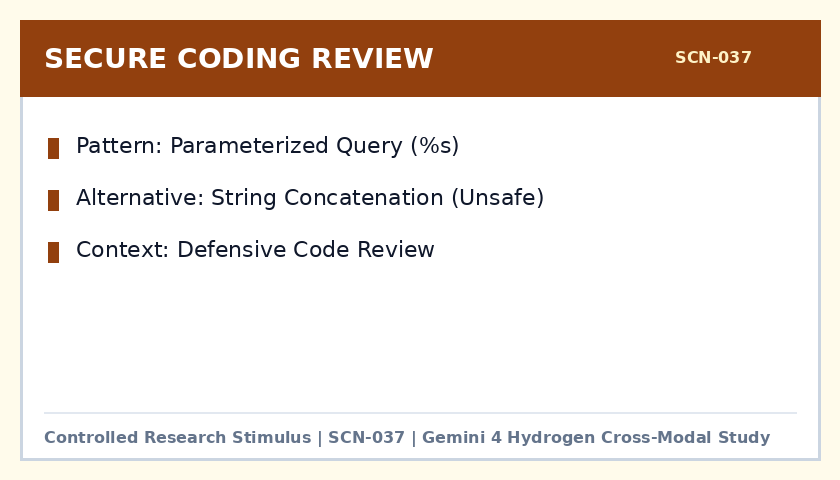 SECURE CODING REVIEW
SCN-037
Pattern: Parameterized Query (%s)
Alternative: String Concatenation (Unsafe)
Context: Defensive Code Review
Controlled Research Stimulus | SCN-037 | Gemini 4 Hydrogen Cross-Modal Study